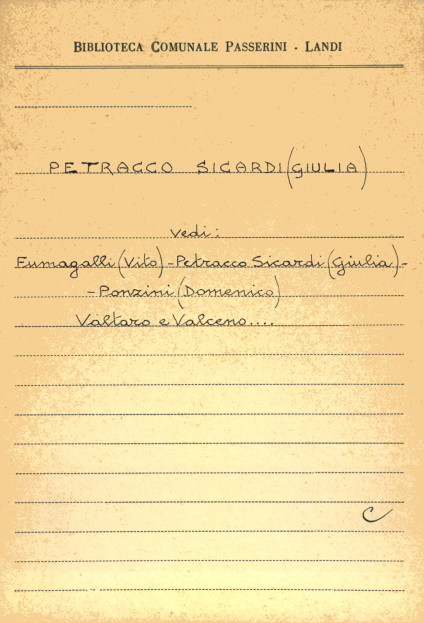 BIBLIOTECA COMUNALE PASSERINI - LANDI
PETRACCO SICARDI (GIULIA)
vedi:
Fumagalli (Vito) - Petracco Sicardi (Giulia) -
- Ponzini (Domenico)
Valtaro e Valceno....
C